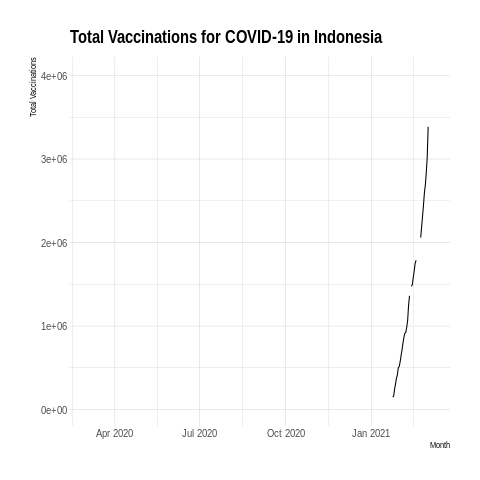 Total Vaccinations for COVID-19 in Indonesia
Total Vaccinations
4e+06
3e+06
2e+06
1e+06
0e+00
Apr 2020
Jul 2020
Oct 2020
Jan 2021
Month